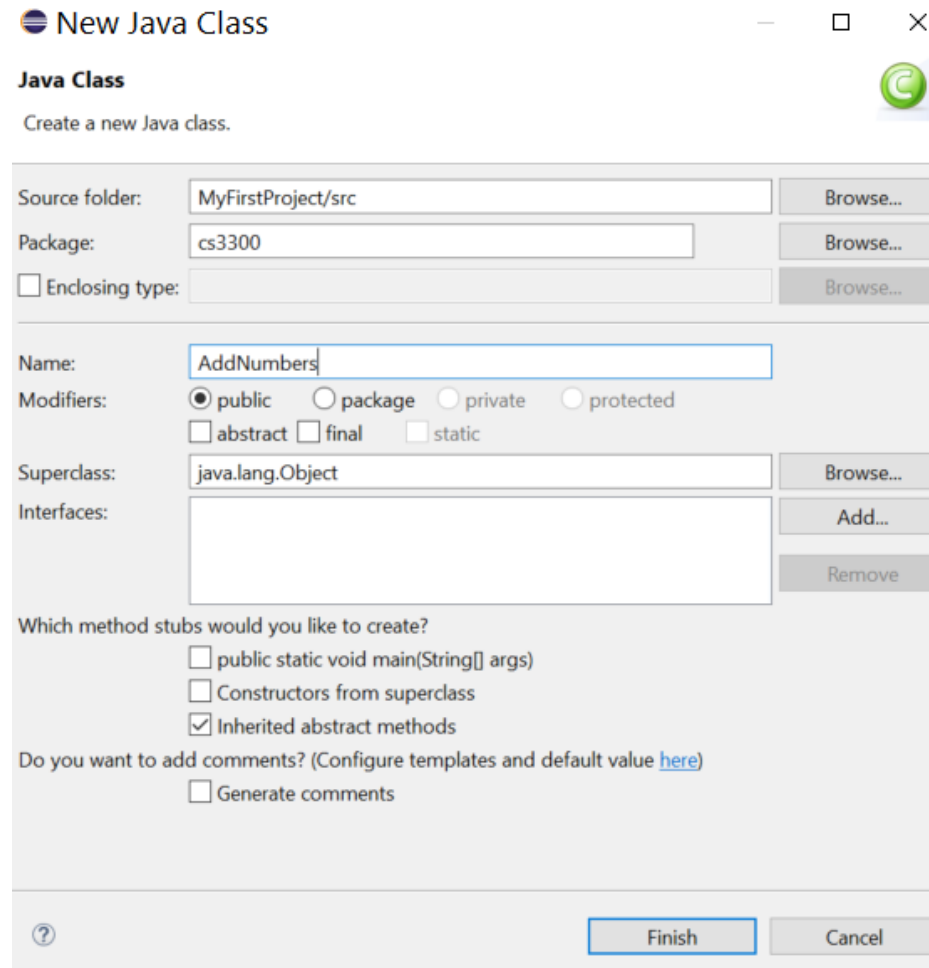 New Java Class
Java Class
Create a new Java class.
Source folder: MyFirstProject/src Browse...
Package: cs3300 Browse...
Enclosing type: Browse...
Name: AddNumbers
Modifiers: public package private protected
abstract final static
Superclass: java.lang.Object Browse...
Interfaces: Add...
Remove
Which method stubs would you like to create?
public static void main(String[] args)
Constructors from superclass
Inherited abstract methods
Do you want to add comments? (Configure templates and default value here)
Generate comments
? Finish Cancel